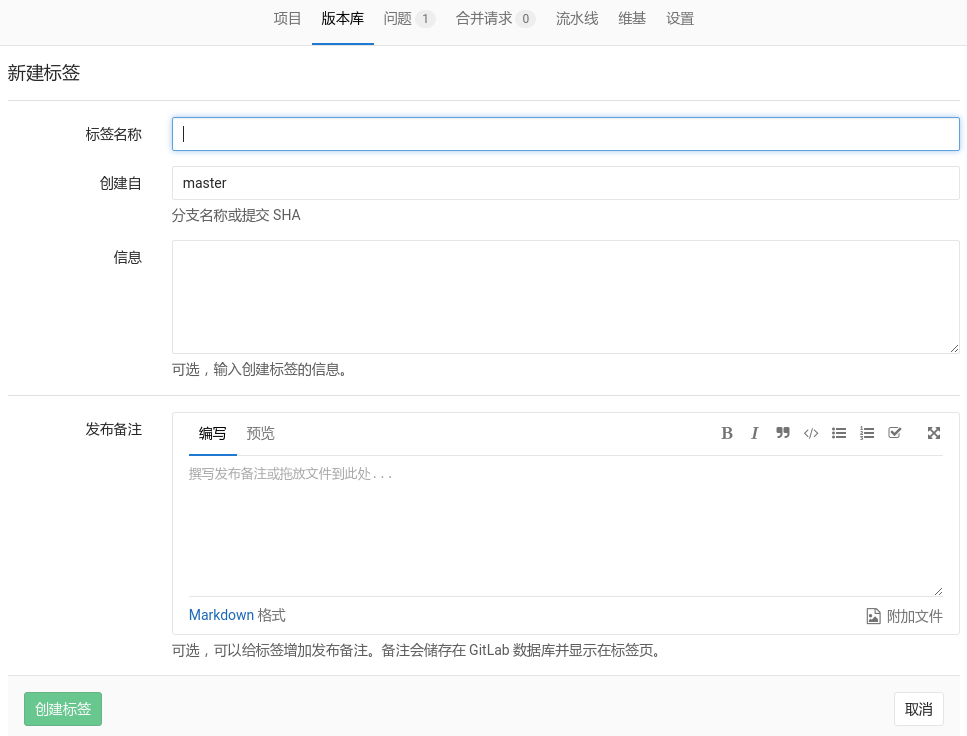 项目 版本库 问题 1 合并请求 0 流水线 维基 设置
新建标签
标签名称
创建自 master
分支名称或提交 SHA
信息
可选，输入创建标签的信息。
发布备注 编写 预览 B I
撰写发布备注或拖放文件到此处...
Markdown 格式 附加文件
可选，可以给标签增加发布备注。备注会储存在 GitLab 数据库并显示在标签页。
创建标签 取消